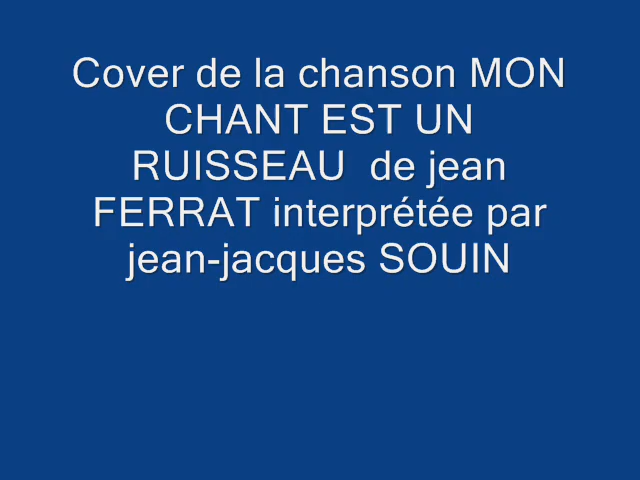 Cover de la chanson MON
CHANT EST UN
RUISSEAU  de jean
FERRAT interprétée par
jean-jacques SOUIN